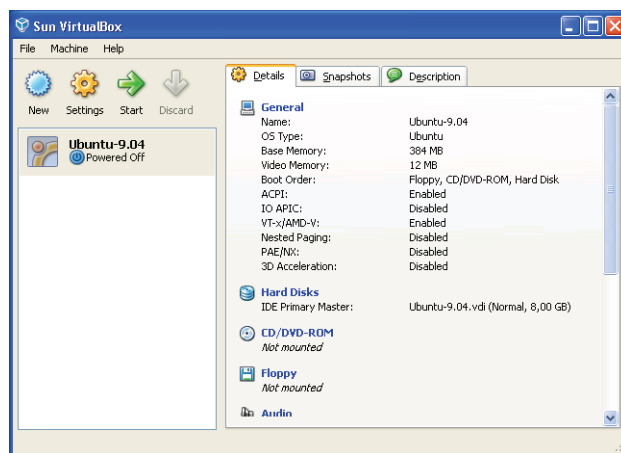 Sun VirtualBox
File Machine Help
New Settings Start Discard
Ubuntu-9.04
Powered Off
Details Snapshots Description
General
Name: Ubuntu-9.04
OS Type: Ubuntu
Base Memory: 384 MB
Video Memory: 12 MB
Boot Order: Floppy, CD/DVD-ROM, Hard Disk
ACPI: Enabled
IO APIC: Disabled
VT-x/AMD-V: Enabled
Nested Paging: Disabled
PAE/NX: Disabled
3D Acceleration: Disabled
Hard Disks
IDE Primary Master: Ubuntu-9.04.vdi (Normal, 8,00 GB)
CD/DVD-ROM
Not mounted
Floppy
Not mounted
Audio